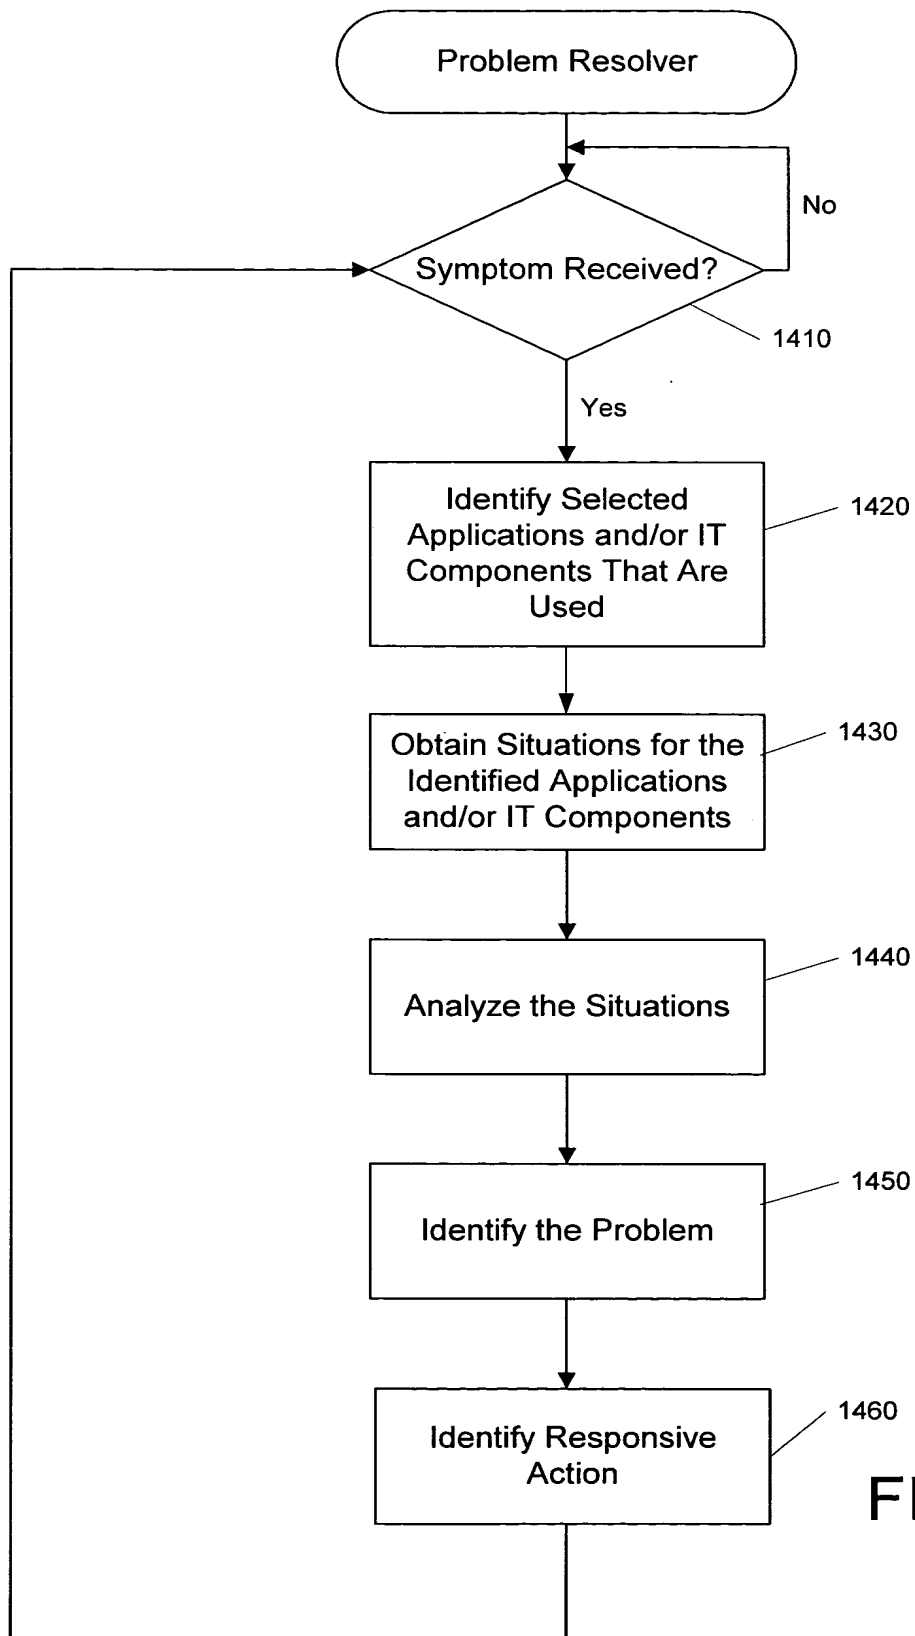 Problem Resolver
No
Symptom Received?
1410
Yes
Identify Selected
Applications and/or IT
Components That Are
Used
1420
Obtain Situations for the
Identified Applications
and/or IT Components
1430
Analyze the Situations
1440
Identify the Problem
1450
Identify Responsive
Action
1460